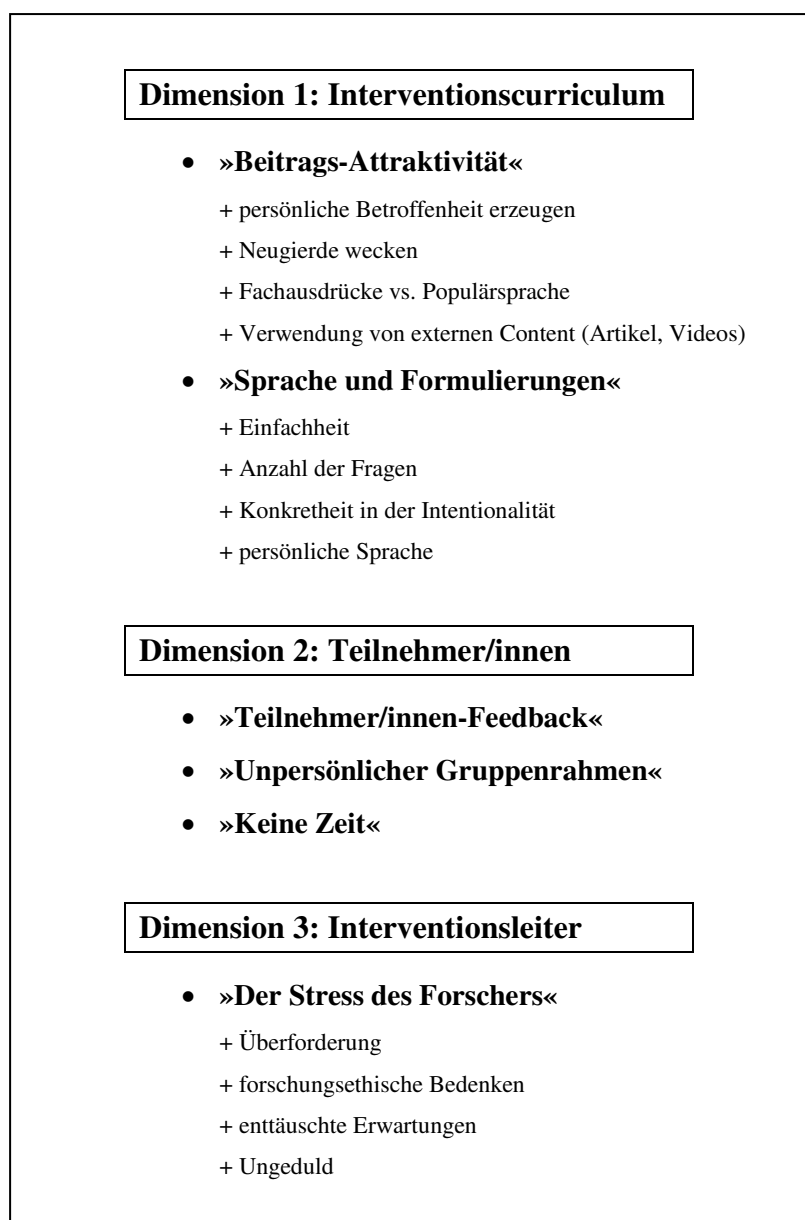 Dimension 1: Interventionscurriculum
• »Beitrags-Attraktivität«
+ persönliche Betroffenheit erzeugen
+ Neugierde wecken
+ Fachausdrücke vs. Populärsprache
+ Verwendung von externen Content (Artikel, Videos)
• »Sprache und Formulierungen«
+ Einfachheit
+ Anzahl der Fragen
+ Konkretheit in der Intentionalität
+ persönliche Sprache
Dimension 2: Teilnehmer/innen
• »Teilnehmer/innen-Feedback«
• »Unpersönlicher Gruppenrahmen«
• »Keine Zeit«
Dimension 3: Interventionsleiter
• »Der Stress des Forschers«
+ Überforderung
+ forschungsethische Bedenken
+ enttäuschte Erwartungen
+ Ungeduld